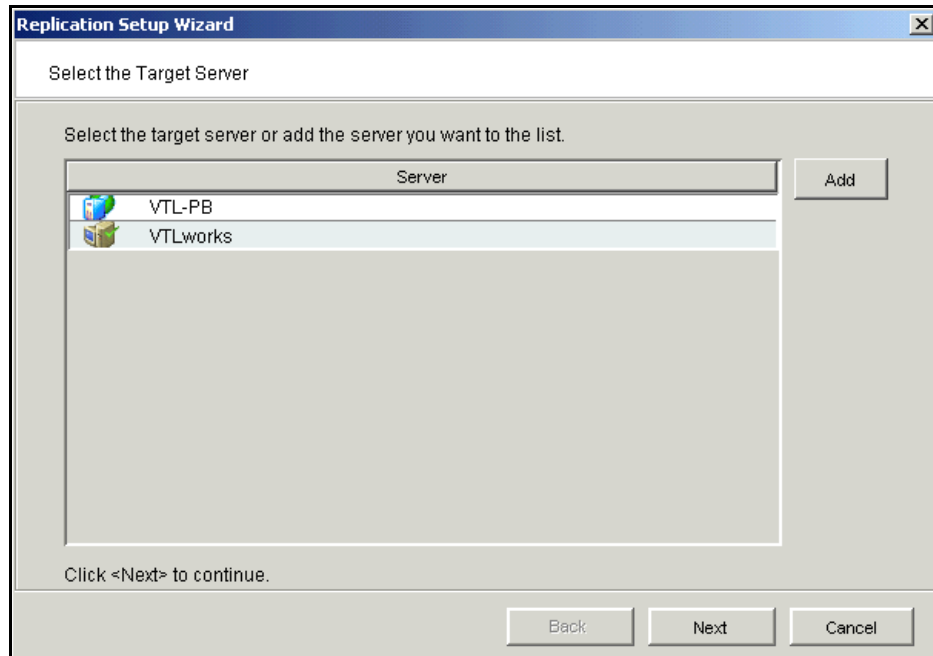 Replication Setup Wizard
Select the Target Server
Select the target server or add the server you want to the list.
Server
Add
VTL-PB
VTLworks
Click <Next> to continue.
Back
Next
Cancel